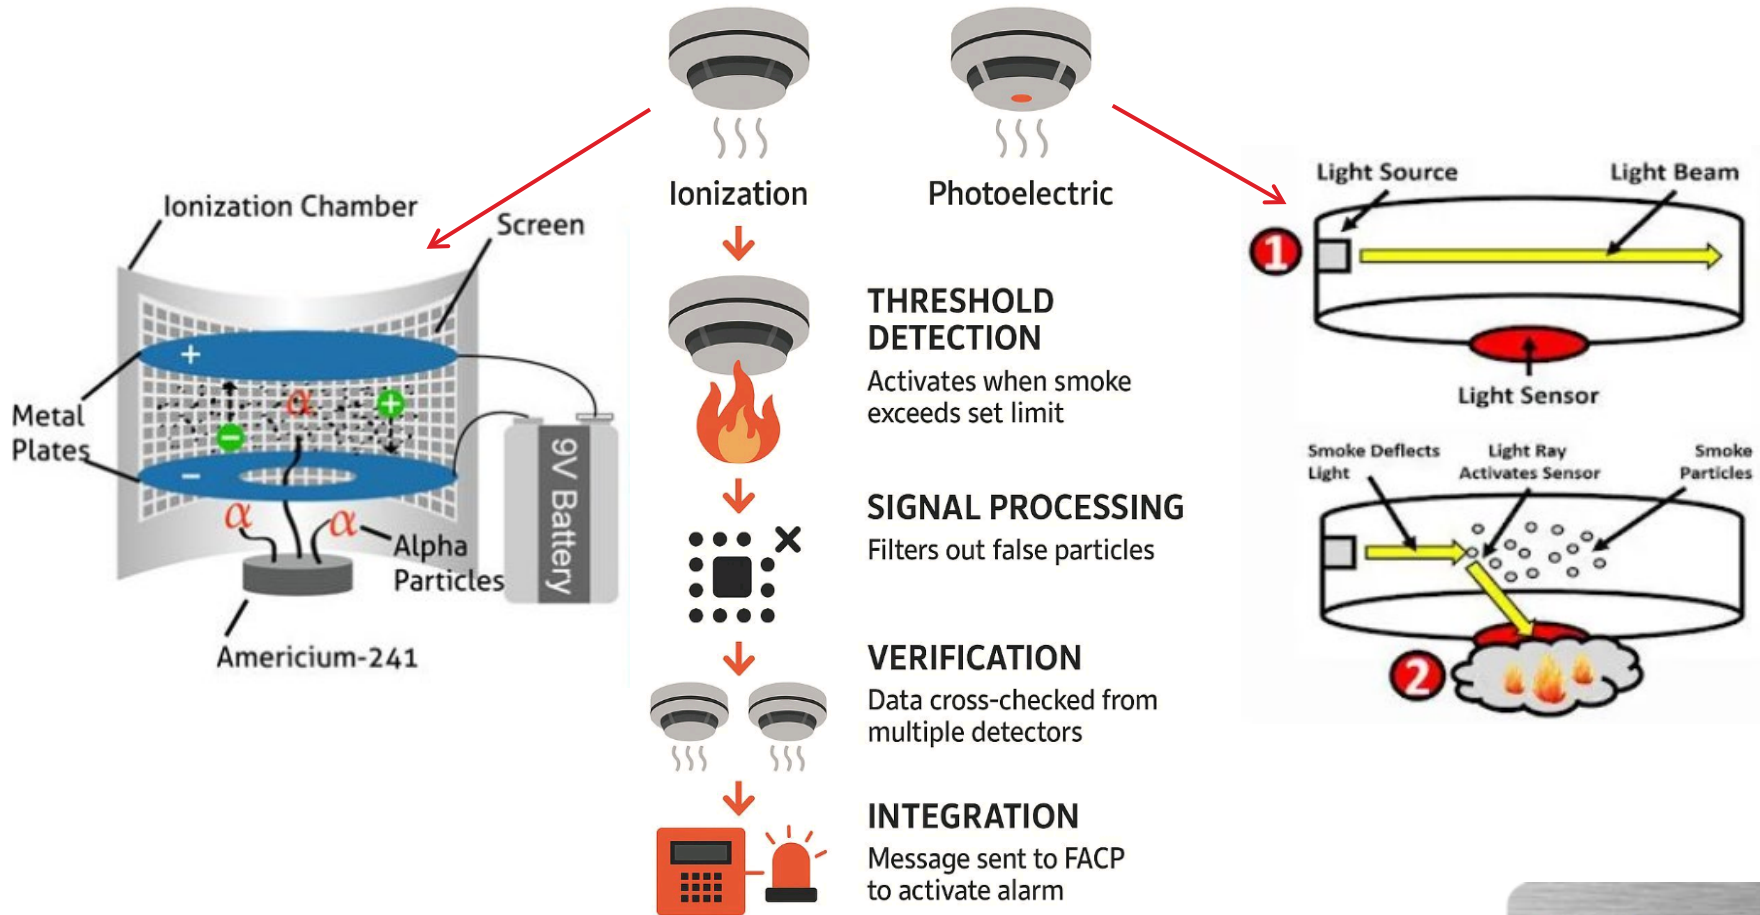 Ionization
Photoelectric
Ionization Chamber
Screen
+
α
+
−
Metal
Plates
−
α
α
Alpha
Particles
9V Battery
Americium-241
THRESHOLD
DETECTION
Activates when smoke
exceeds set limit
SIGNAL PROCESSING
Filters out false particles
VERIFICATION
Data cross-checked from
multiple detectors
INTEGRATION
Message sent to FACP
to activate alarm
Light Source
Light Beam
1
Light Sensor
Smoke Deflects
Light
Light Ray
Activates Sensor
Smoke
Particles
2